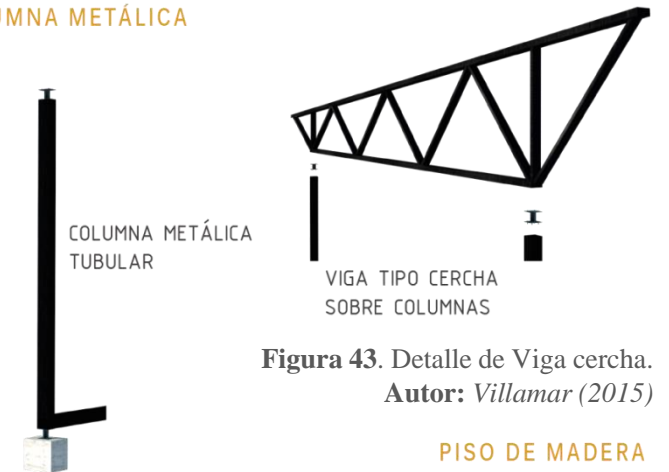 METÁLICA
COLUMNA METÁLICA
TUBULAR
VIGA TIPO CERCHA
SOBRE COLUMNAS
Figura 43. Detalle de Viga cercha.
Autor: Villamar (2015)
PISO DE MADERA